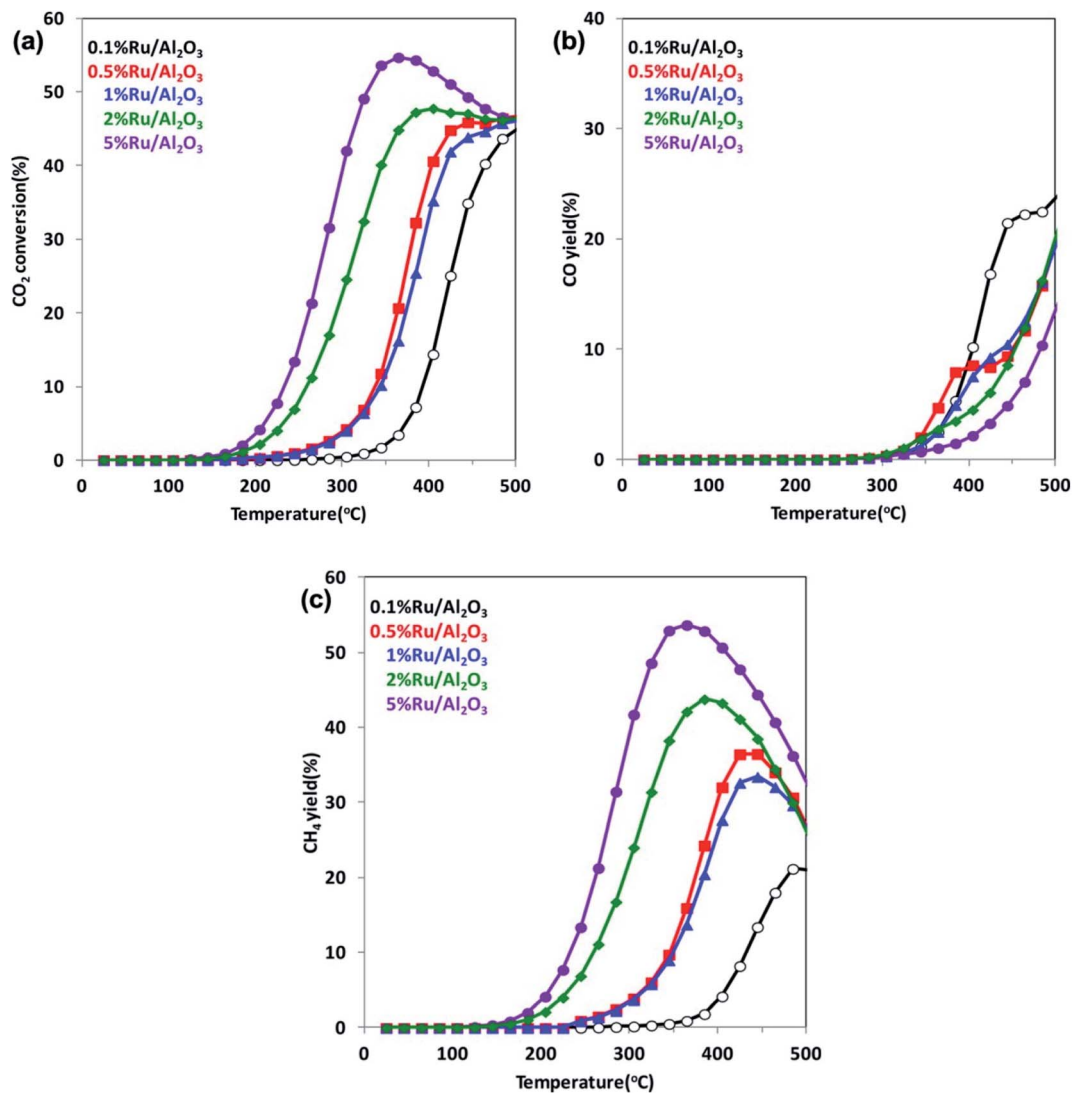 (a)
60
50
40
30
20
10
0
CO₂ conversion(%)
0.1%Ru/Al₂O₃
0.5%Ru/Al₂O₃
1%Ru/Al₂O₃
2%Ru/Al₂O₃
5%Ru/Al₂O₃
0 100 200 300 400 500
Temperature(°C)
(b)
40
30
20
10
0
CO yield(%)
0.1%Ru/Al₂O₃
0.5%Ru/Al₂O₃
1%Ru/Al₂O₃
2%Ru/Al₂O₃
5%Ru/Al₂O₃
0 100 200 300 400 500
Temperature(°C)
(c)
60
50
40
30
20
10
0
CH₄ yield(%)
0.1%Ru/Al₂O₃
0.5%Ru/Al₂O₃
1%Ru/Al₂O₃
2%Ru/Al₂O₃
5%Ru/Al₂O₃
0 100 200 300 400 500
Temperature(°C)